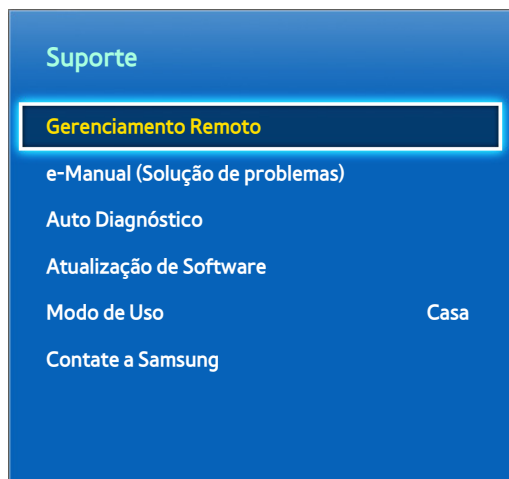 Suporte
Gerenciamento Remoto
e-Manual (Solução de problemas)
Auto Diagnóstico
Atualização de Software
Modo de Uso Casa
Contate a Samsung